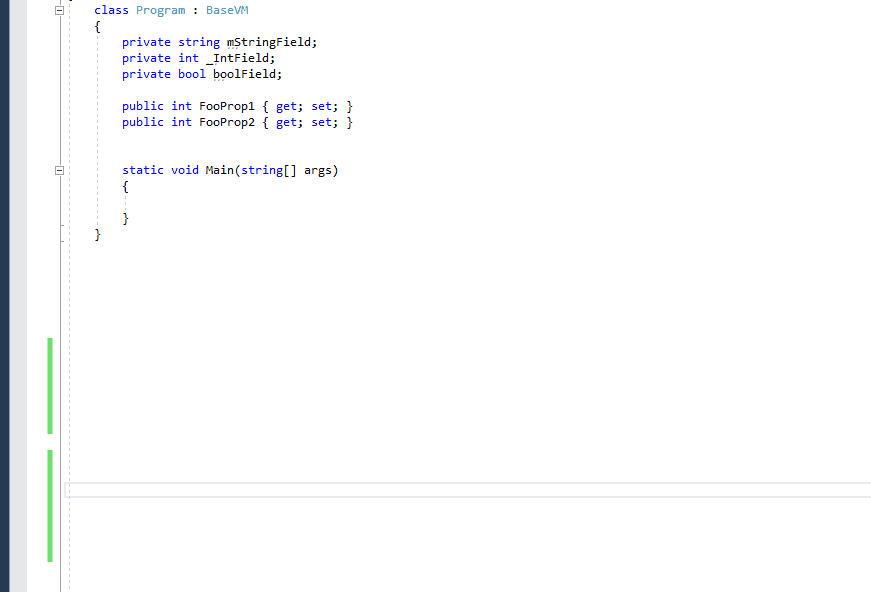 class Program : BaseVM
{
private string mStringField;
private int _IntField;
private bool boolField;
public int FooProp1 { get; set; }
public int FooProp2 { get; set; }
static void Main(string[] args)
{
}
}